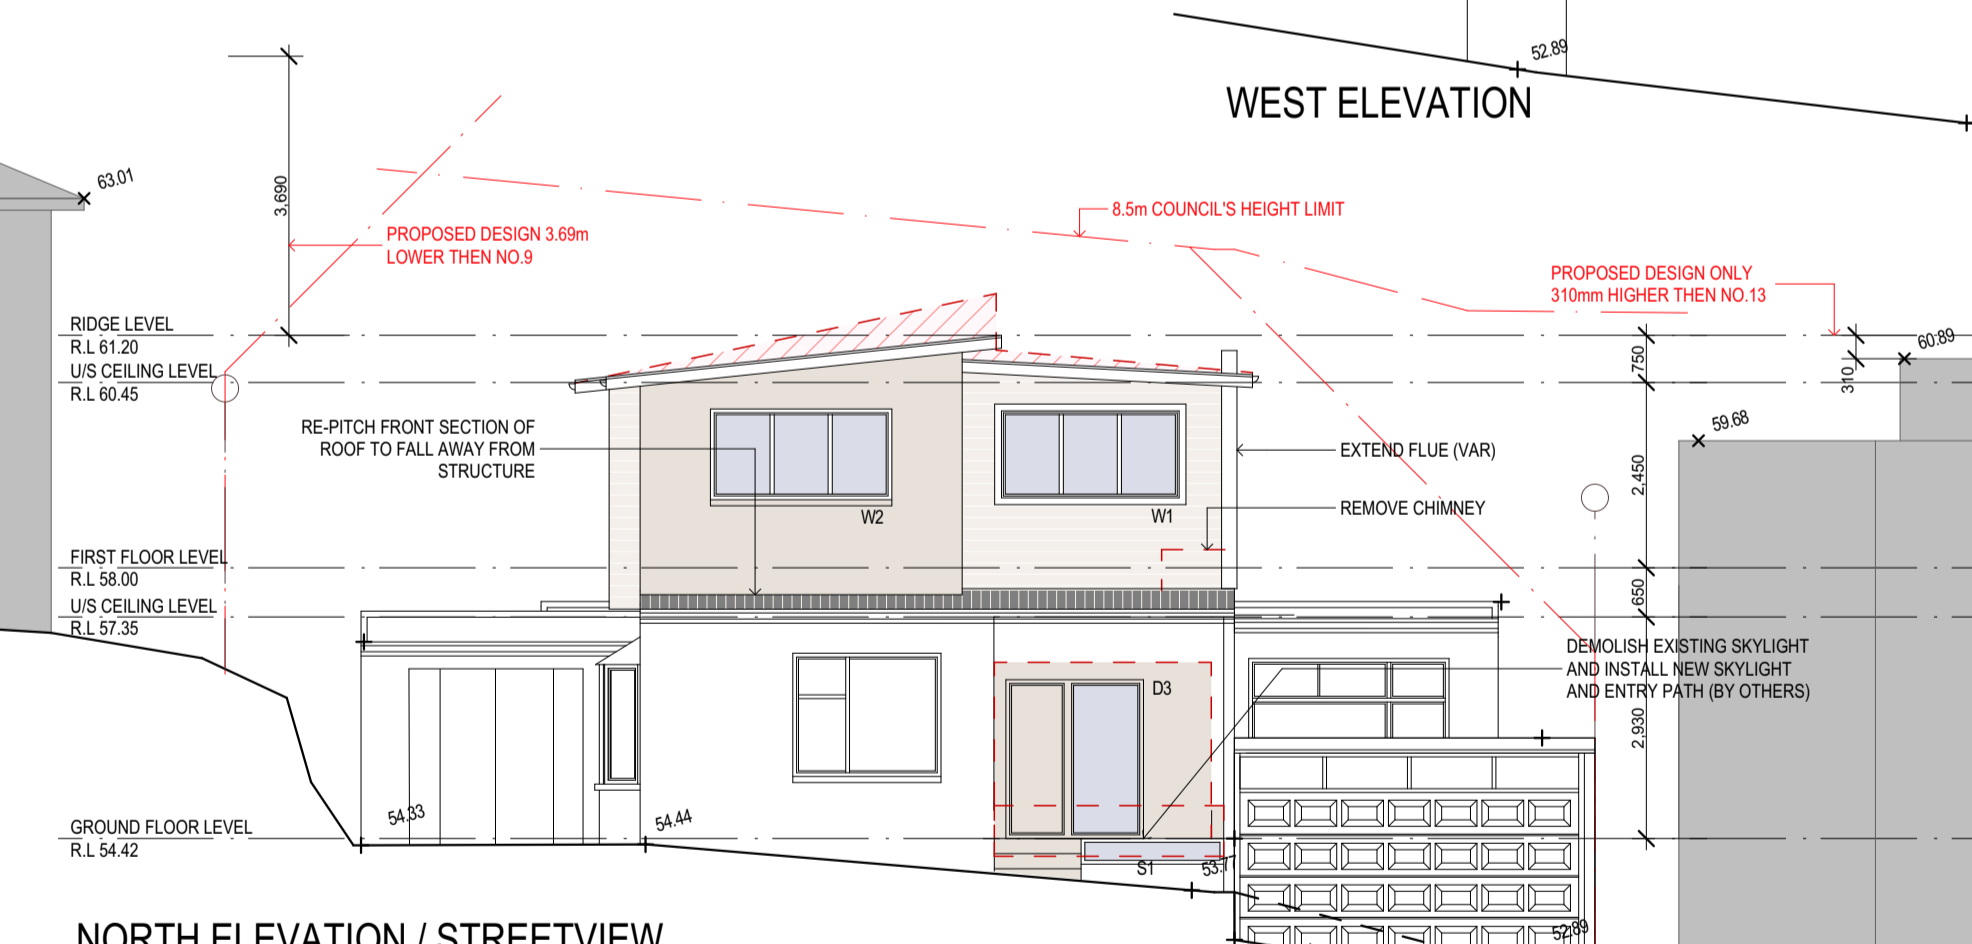 52.89
WEST ELEVATION
63.01
3,690
PROPOSED DESIGN 3.69m
LOWER THEN NO.9
8.5m COUNCIL'S HEIGHT LIMIT
PROPOSED DESIGN ONLY
310mm HIGHER THEN NO.13
RIDGE LEVEL
R.L 61.20
U/S CEILING LEVEL
R.L 60.45
750
310
60.89
59.68
RE-PITCH FRONT SECTION OF
ROOF TO FALL AWAY FROM
STRUCTURE
EXTEND FLUE (VAR)
2,450
REMOVE CHIMNEY
W2
W1
FIRST FLOOR LEVEL
R.L 58.00
650
U/S CEILING LEVEL
R.L 57.35
DEMOLISH EXISTING SKYLIGHT
AND INSTALL NEW SKYLIGHT
AND ENTRY PATH (BY OTHERS)
D3
2,930
54.33
54.44
GROUND FLOOR LEVEL
R.L 54.42
S1
52.89
NORTH ELEVATION / STREETVIEW